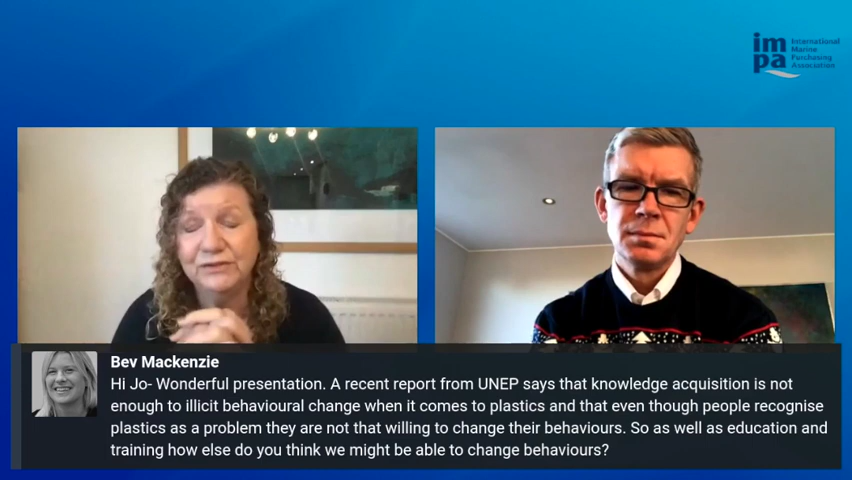 impa International
Marine
Purchasing
Association
Bev Mackenzie
Hi Jo- Wonderful presentation. A recent report from UNEP says that knowledge acquisition is not
enough to illicit behavioural change when it comes to plastics and that even though people recognise
plastics as a problem they are not that willing to change their behaviours. So as well as education and
training how else do you think we might be able to change behaviours?